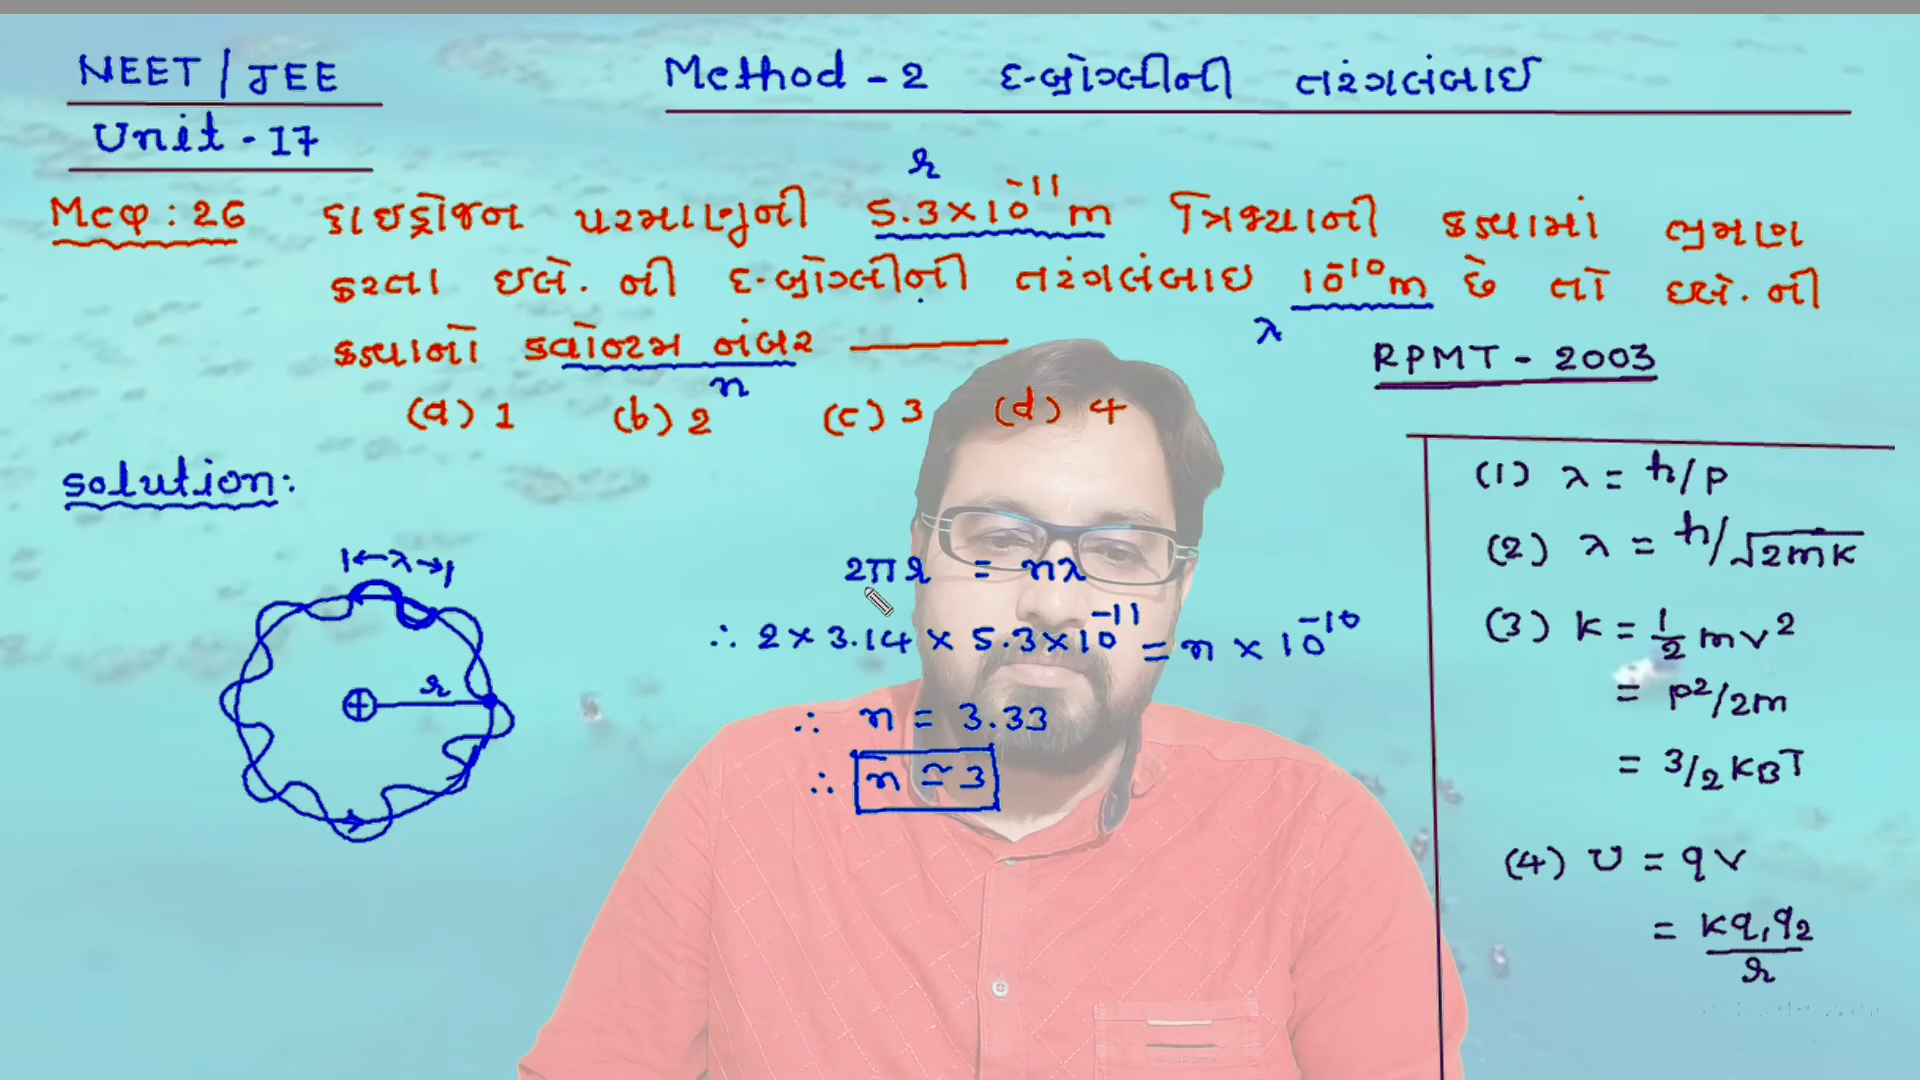 NEET / JEE
Unit - 17
Method - 2 દ-બ્રોગ્લીની તરંગલંબાઈ
r
MCQ : 26 હાઇડ્રોજન પરમાણુની 5.3×10⁻¹¹ m ત્રિજ્યાની કક્ષામાં ભ્રમણ
કરતા ઇલે. ની દ-બ્રોગ્લીની તરંગલંબાઇ 10⁻¹⁰ m છે તો ઇલે. ની
λ
કક્ષાનો ક્વોન્ટમ નંબર ______
n
RPMT - 2003
(a) 1 (b) 2 (c) 3 (d) 4
solution:
|←λ→|
r
+
2πr = nλ
∴ 2 × 3.14 × 5.3×10⁻¹¹ = n × 10⁻¹⁰
∴ n = 3.33
∴ n ≃ 3
(1) λ = h/p
(2) λ = h/√2mK
(3) K = 1/2 mv²
= p²/2m
= 3/2 KBT
(4) U = qV
= Kq₁q₂/r